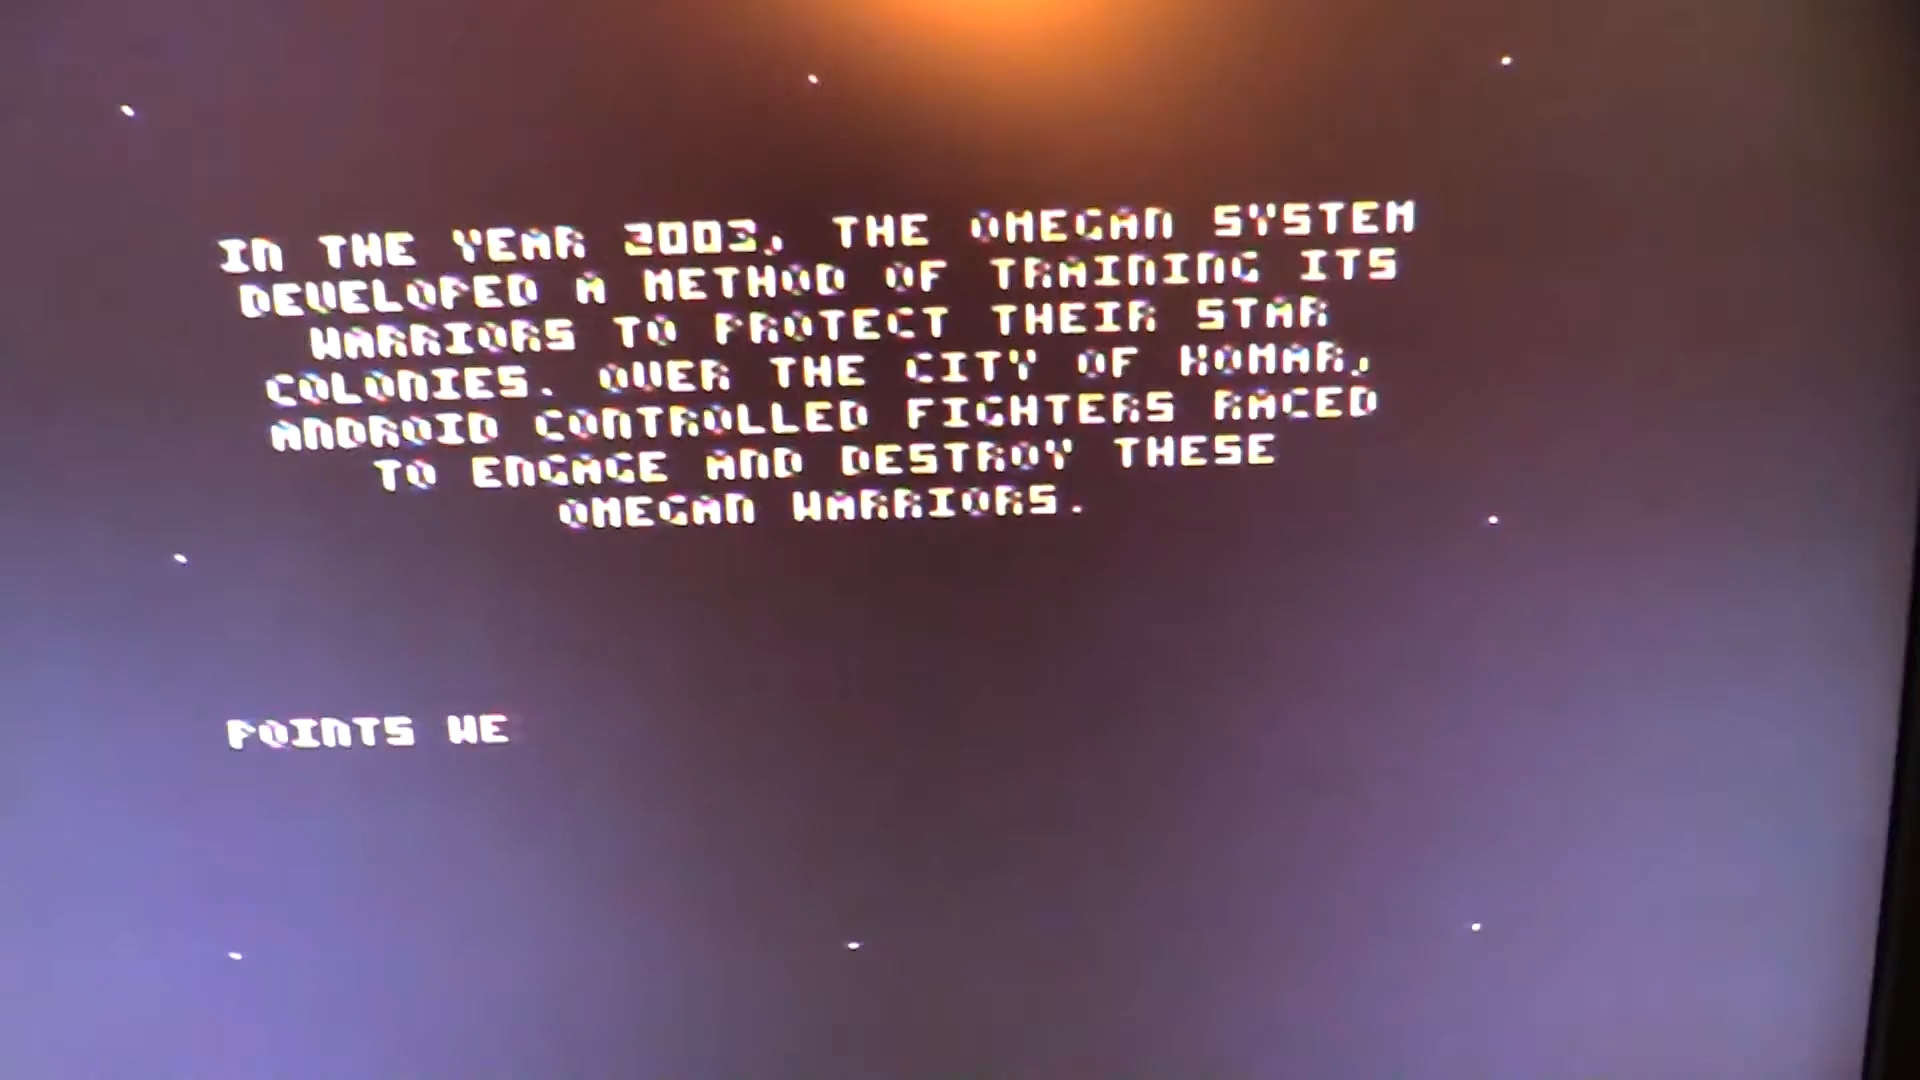 IN THE YEAR 2003, THE OMEGAN SYSTEM
DEVELOPED A METHOD OF TRAINING ITS
WARRIORS TO PROTECT THEIR STAR
COLONIES. OVER THE CITY OF KOMAR,
ANDROID CONTROLLED FIGHTERS RACED
TO ENGAGE AND DESTROY THESE
OMEGAN WARRIORS.
POINTS WE